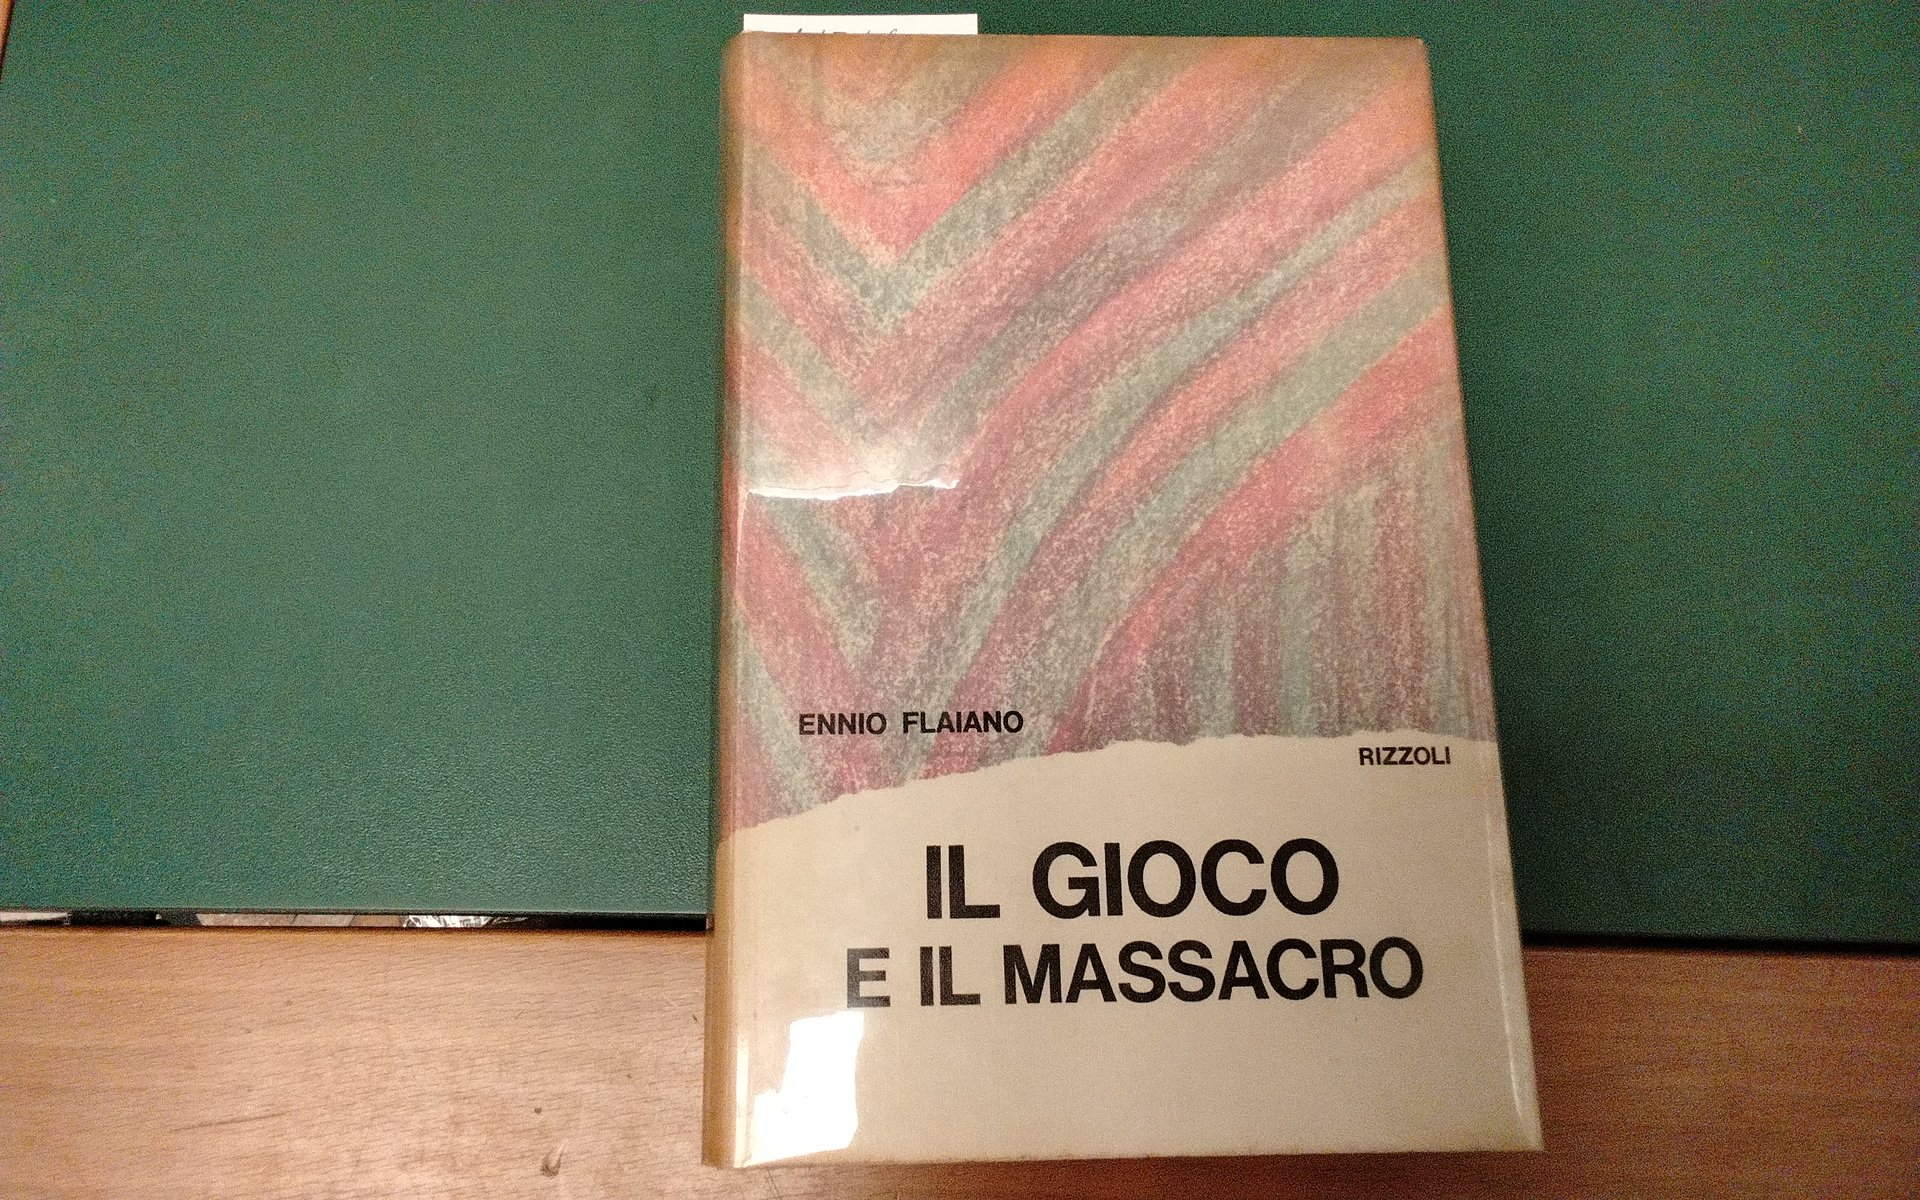 ENNIO FLAIANO
RIZZOLI
IL GIOCO
E IL MASSACRO